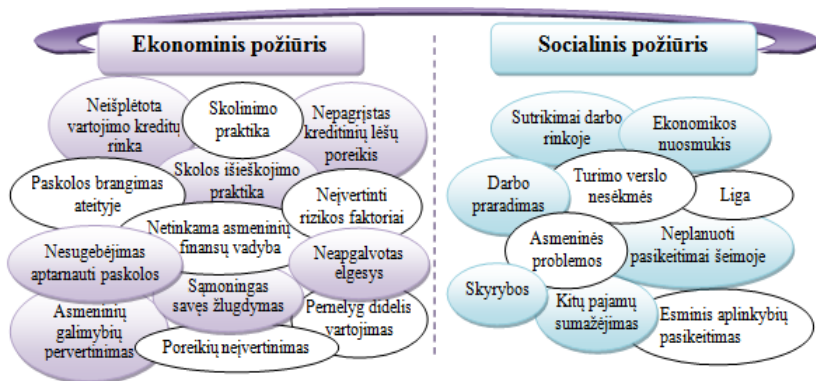 Ekonominis požiūris
Neišplėtota
vartojimo kreditų
rinka
Skolinimo
praktika
Nepagrįstas
kreditinių lėšų
poreikis
Skolos išieškojimo
praktika
Paskolos brangimas
ateityje
Neįvertinti
rizikos faktoriai
Netinkama asmeninių
finansų vadyba
Nesugebėjimas
aptarnauti paskolos
Neapgalvotas
elgesys
Sąmoningas
savęs žlugdymas
Asmeninių
galimybių
pervertinimas
Pernelyg didelis
vartojimas
Poreikių neįvertinimas
Socialinis požiūris
Sutrikimai darbo
rinkoje
Ekonomikos
nuosmukis
Darbo
praradimas
Turimo verslo
nesėkmės
Liga
Asmeninės
problemos
Neplanuoti
pasikeitimai šeimoje
Skyrybos
Kitų pajamų
sumažėjimas
Esminis aplinkybių
pasikeitimas